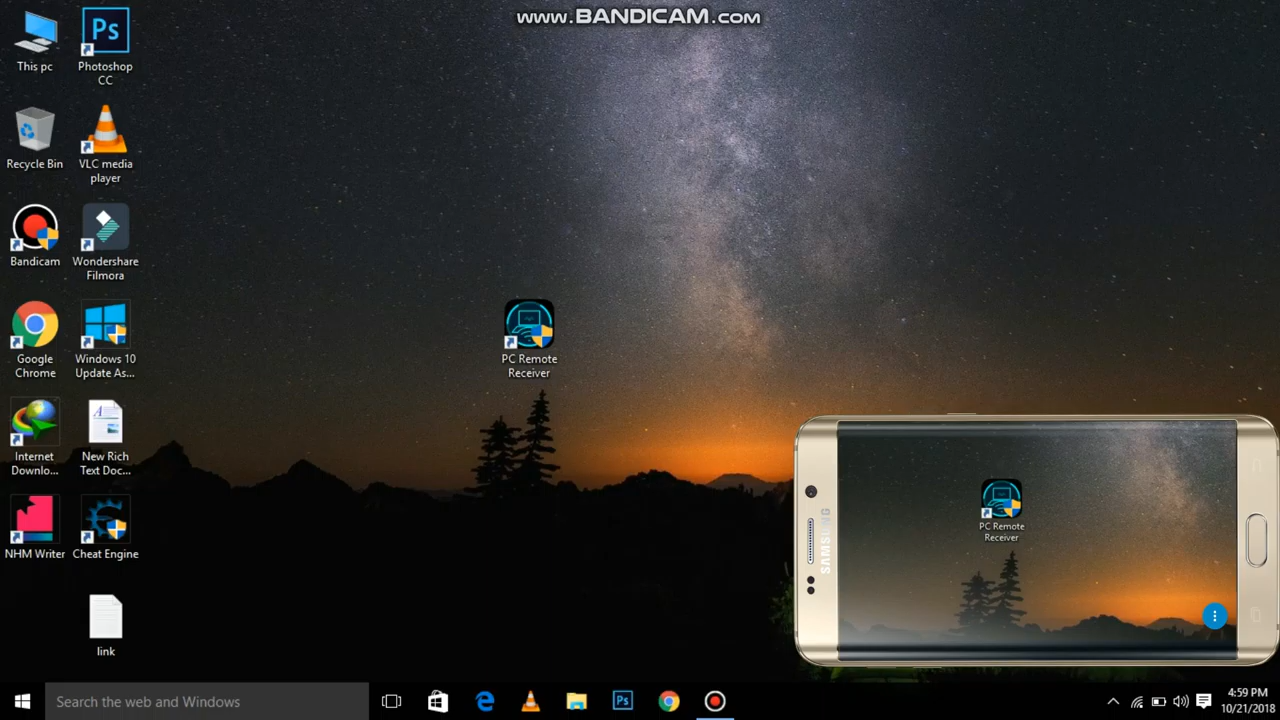 www.BANDICAM.com
This pc
Photoshop
CC
Recycle Bin
VLC media
player
Bandicam
Wondershare
Filmora
Google
Chrome
Windows 10
Update As...
Internet
Downlo...
New Rich
Text Doc...
NHM Writer
Cheat Engine
link
PC Remote
Receiver
SAMSUNG
PC Remote
Receiver
Search the web and Windows
4:59 PM
10/21/2018
Ps
Ps